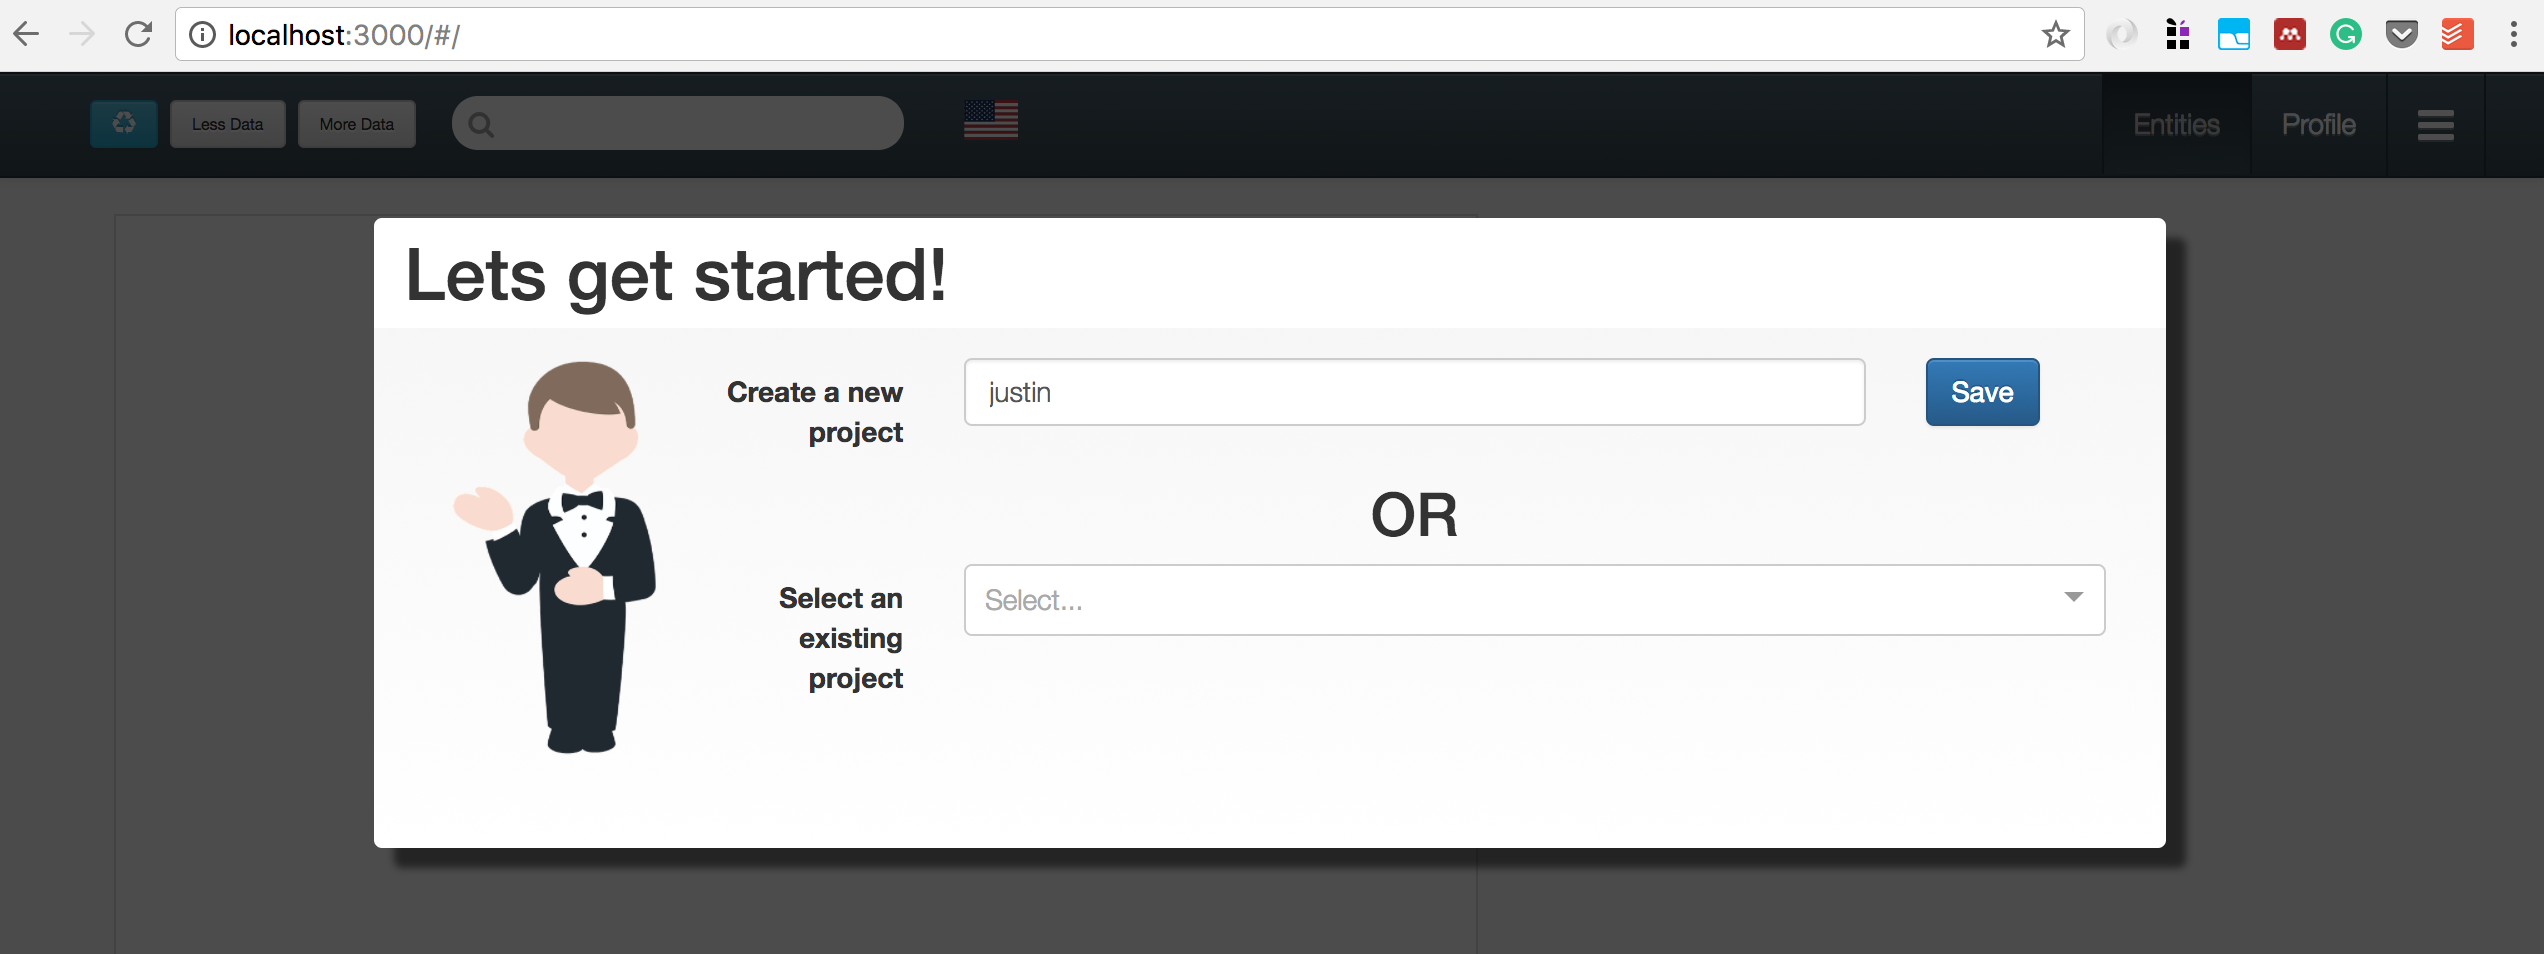 localhost:3000/#/
Less Data
More Data
Entities
Profile
Lets get started!
Create a new
project
justin
Save
OR
Select an
existing
project
Select...